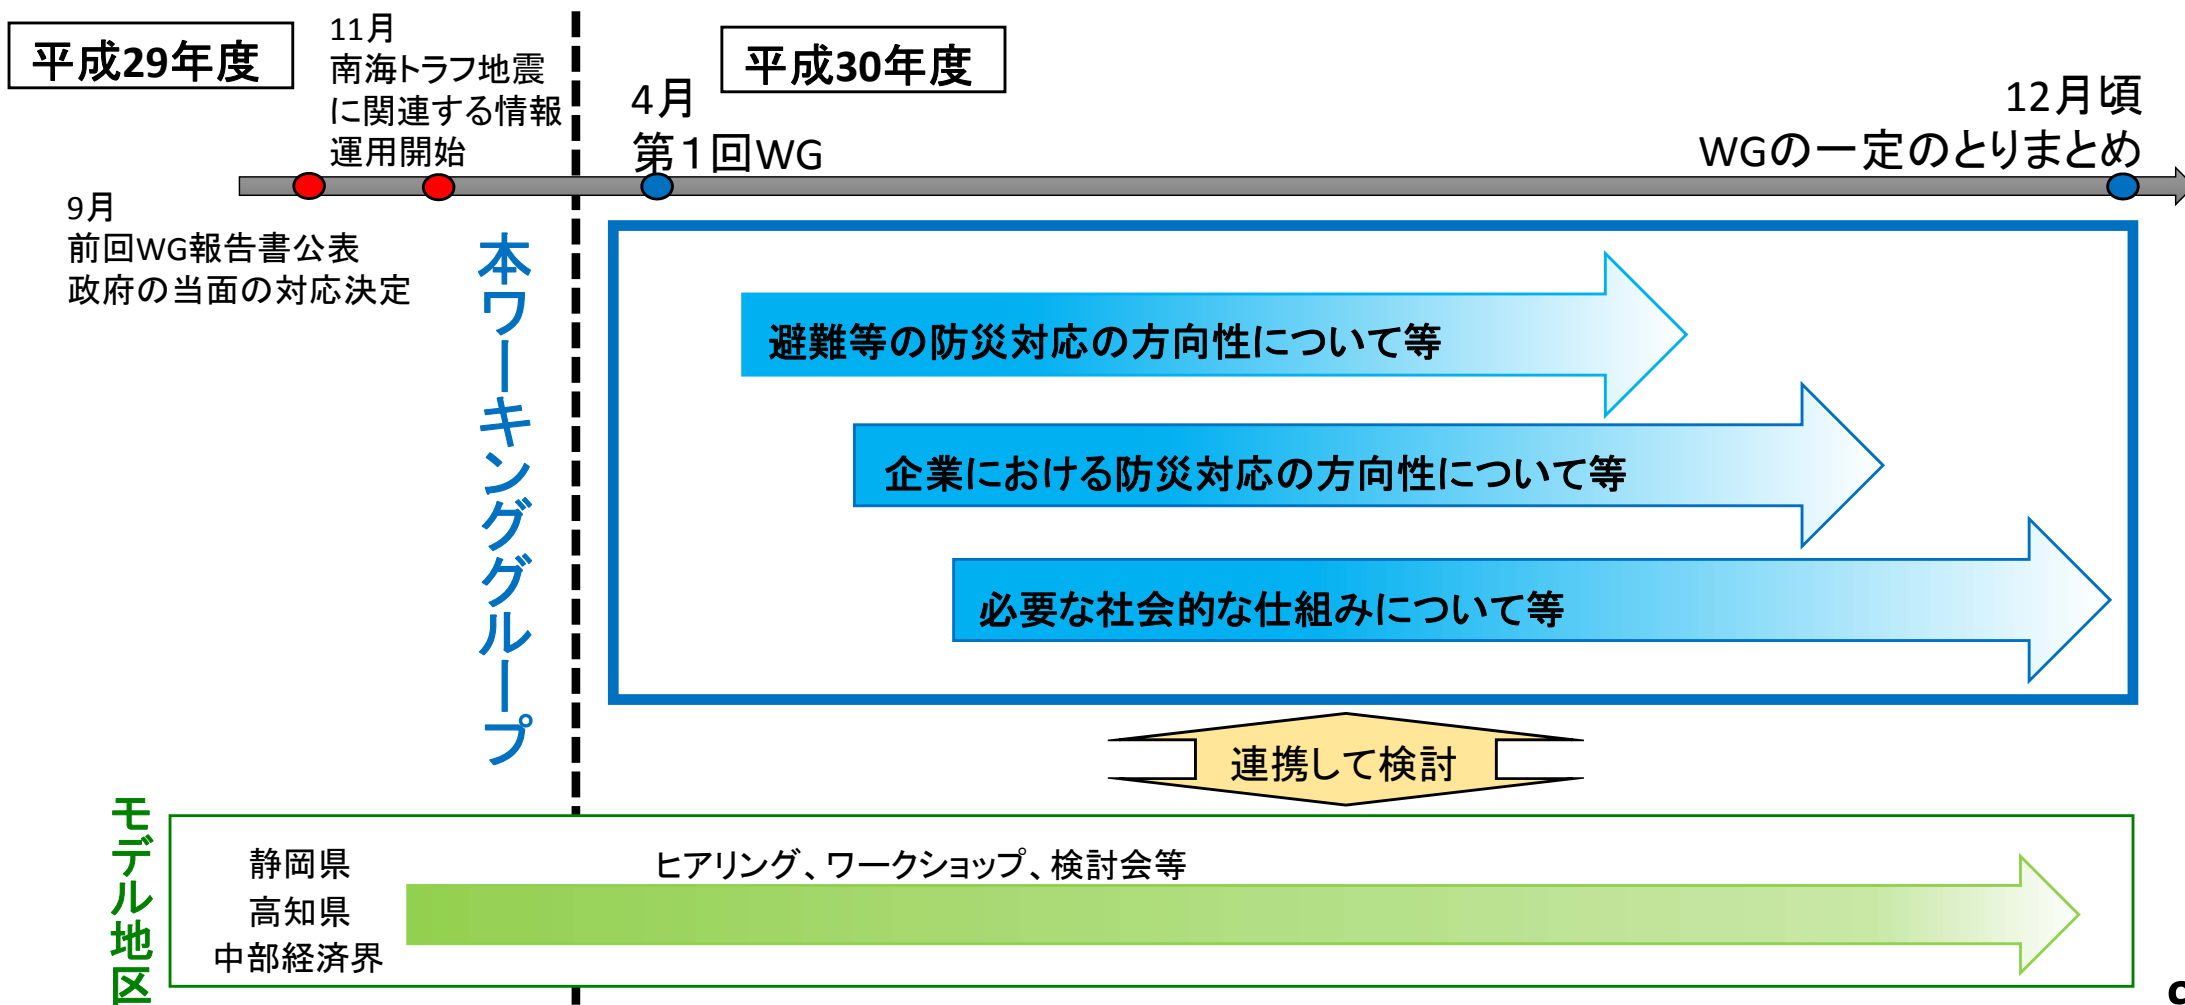 平成29年度
11月
南海トラフ地震
に関連する情報
運用開始
平成30年度
4月
第1回WG
12月頃
WGの一定のとりまとめ
9月
前回WG報告書公表
政府の当面の対応決定
本ワーキンググループ
避難等の防災対応の方向性について等
企業における防災対応の方向性について等
必要な社会的な仕組みについて等
連携して検討
モデル地区
静岡県
高知県
中部経済界
ヒアリング、ワークショップ、検討会等